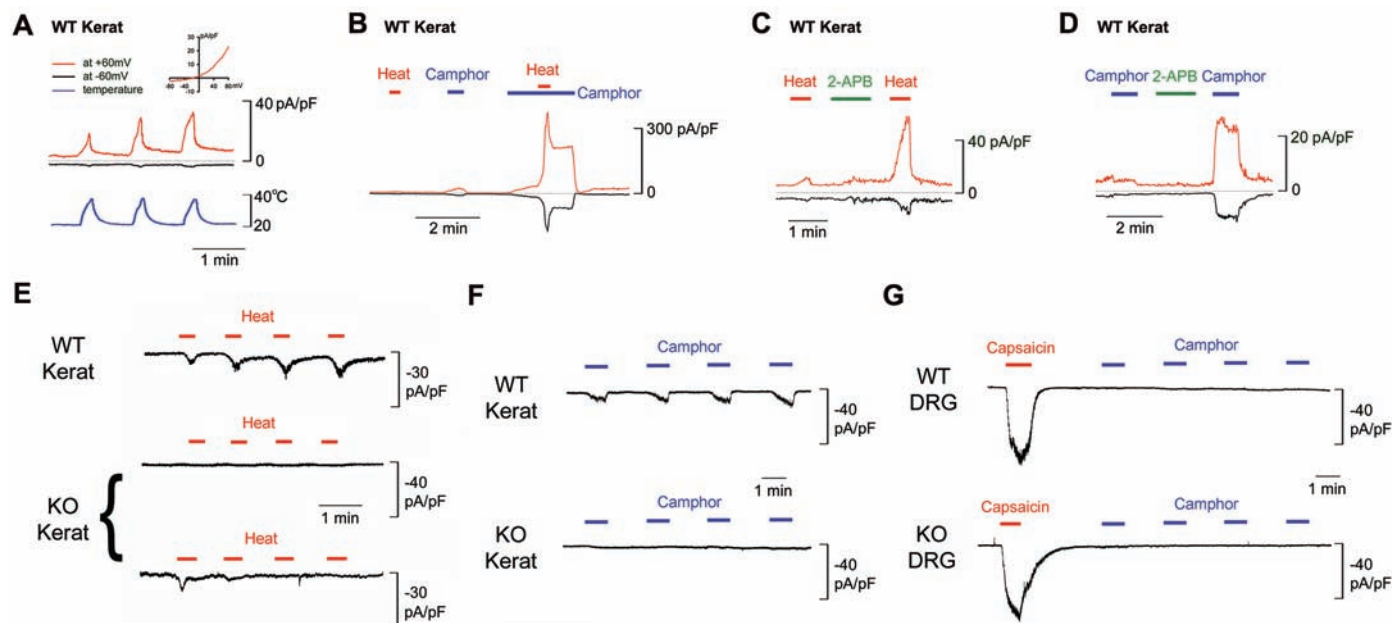 A WT Kerat
at +60mV
at -60mV
temperature
pA/pF
30
20
10
-10
-80
40
80
mV
40 pA/pF
0
40°C
20
1 min
B WT Kerat
Heat
Camphor
Heat
Camphor
300 pA/pF
0
2 min
C WT Kerat
Heat
2-APB
Heat
40 pA/pF
0
1 min
D WT Kerat
Camphor
2-APB
Camphor
20 pA/pF
0
2 min
E
WT
Kerat
Heat
-30
pA/pF
KO
Kerat
Heat
-40
pA/pF
1 min
Heat
-30
pA/pF
F
WT
Kerat
Camphor
-40
pA/pF
1 min
KO
Kerat
Camphor
-40
pA/pF
G
WT
DRG
Capsaicin
Camphor
-40
pA/pF
1 min
KO
DRG
Capsaicin
Camphor
-40
pA/pF